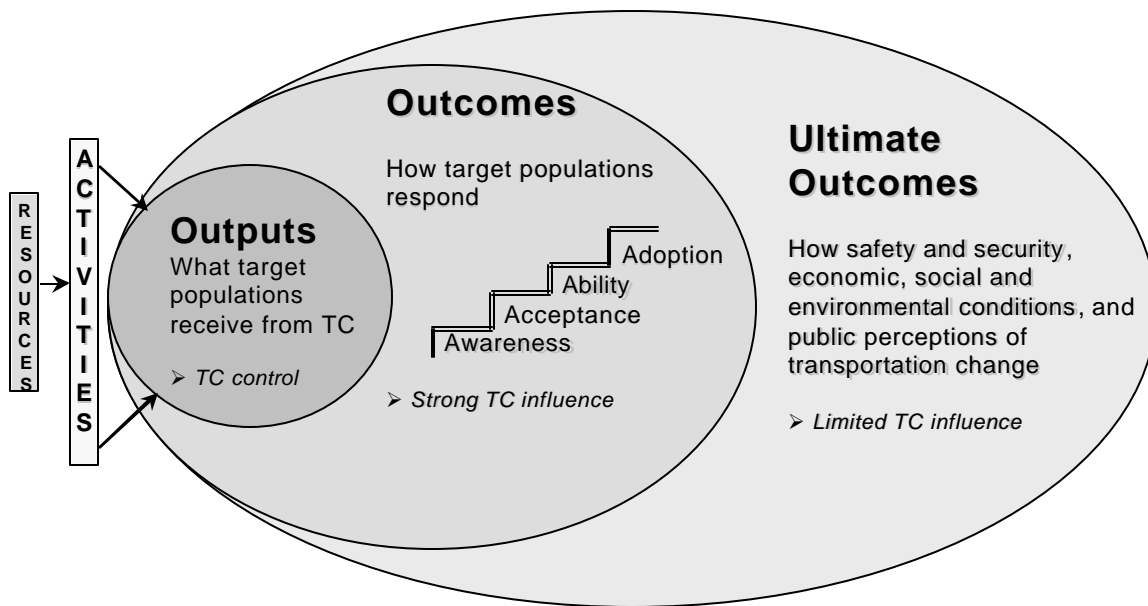 RESOURCES
ACTIVITIES
Outputs
What target
populations
receive from TC
➢ TC control
Outcomes
How target populations
respond
Adoption
Ability
Acceptance
Awareness
➢ Strong TC influence
Ultimate
Outcomes
How safety and security,
economic, social and
environmental conditions, and
public perceptions of
transportation change
➢ Limited TC influence